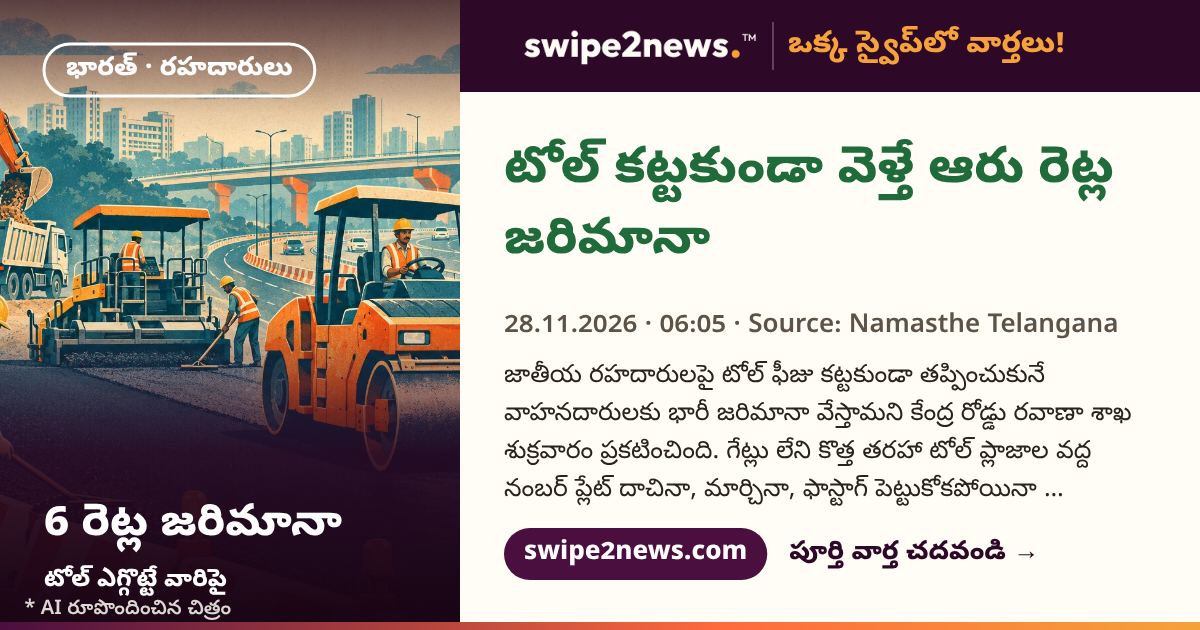 భారత్ · రహదారులు
6 రెట్ల జరిమానా
టోల్ ఎగ్గొట్టే వారిపై
* AI రూపొందించిన చిత్రం
swipe2news.™ | ఒక్క స్వైప్‌లో వార్తలు!
టోల్ కట్టకుండా వెళ్తే ఆరు రెట్ల
జరిమానా
28.11.2026 · 06:05 · Source: Namasthe Telangana
జాతీయ రహదారులపై టోల్ ఫీజు కట్టకుండా తప్పించుకునే
వాహనదారులకు భారీ జరిమానా వేస్తామని కేంద్ర రోడ్డు రవాణా శాఖ
శుక్రవారం ప్రకటించింది. గేట్లు లేని కొత్త తరహా టోల్ ప్లాజాల వద్ద
నంబర్ ప్లేట్ దాచినా, మార్చినా, ఫాస్టాగ్ పెట్టుకోకపోయినా ...
swipe2news.com పూర్తి వార్త చదవండి →